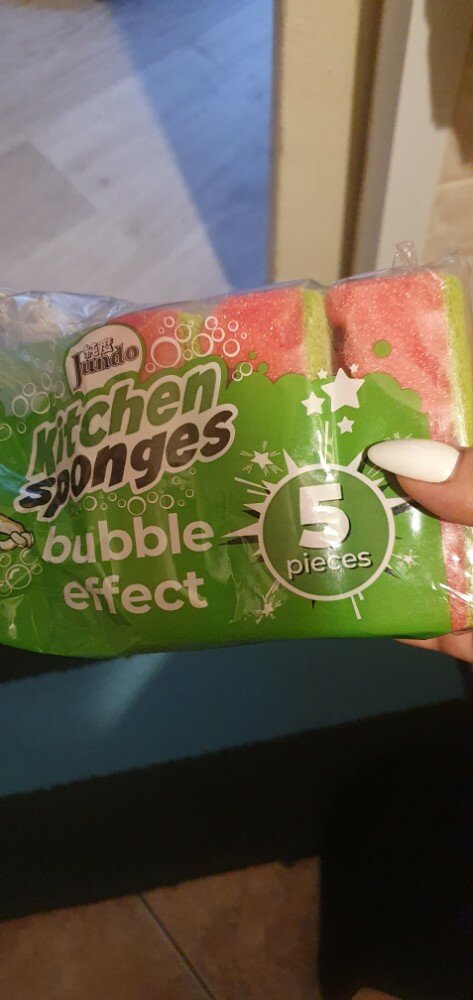 Jundo
Kitchen
sponges
bubble
effect
5
pieces